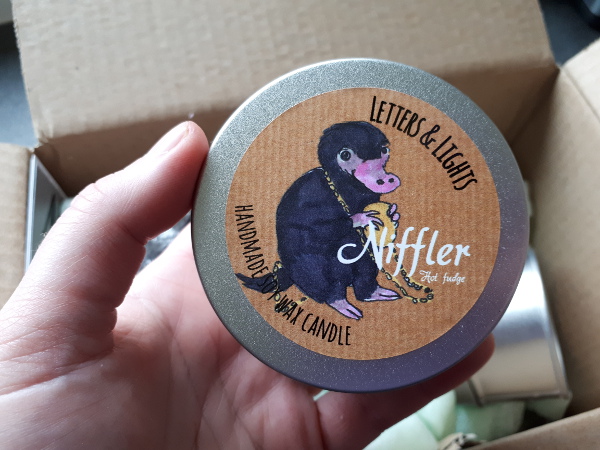 LETTERS & LIGHTS
Niffler
Hot fudge
HANDMADE WAX CANDLE